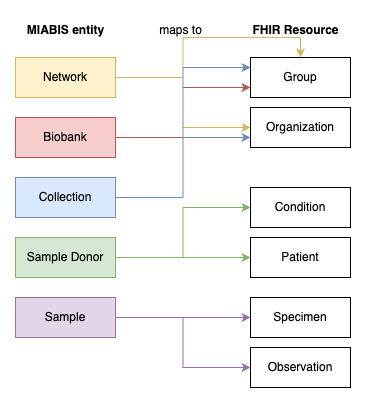 MIABIS entity maps to FHIR Resource
Network Group
Biobank Organization
Collection
Condition
Sample Donor Patient
Sample Specimen
Observation